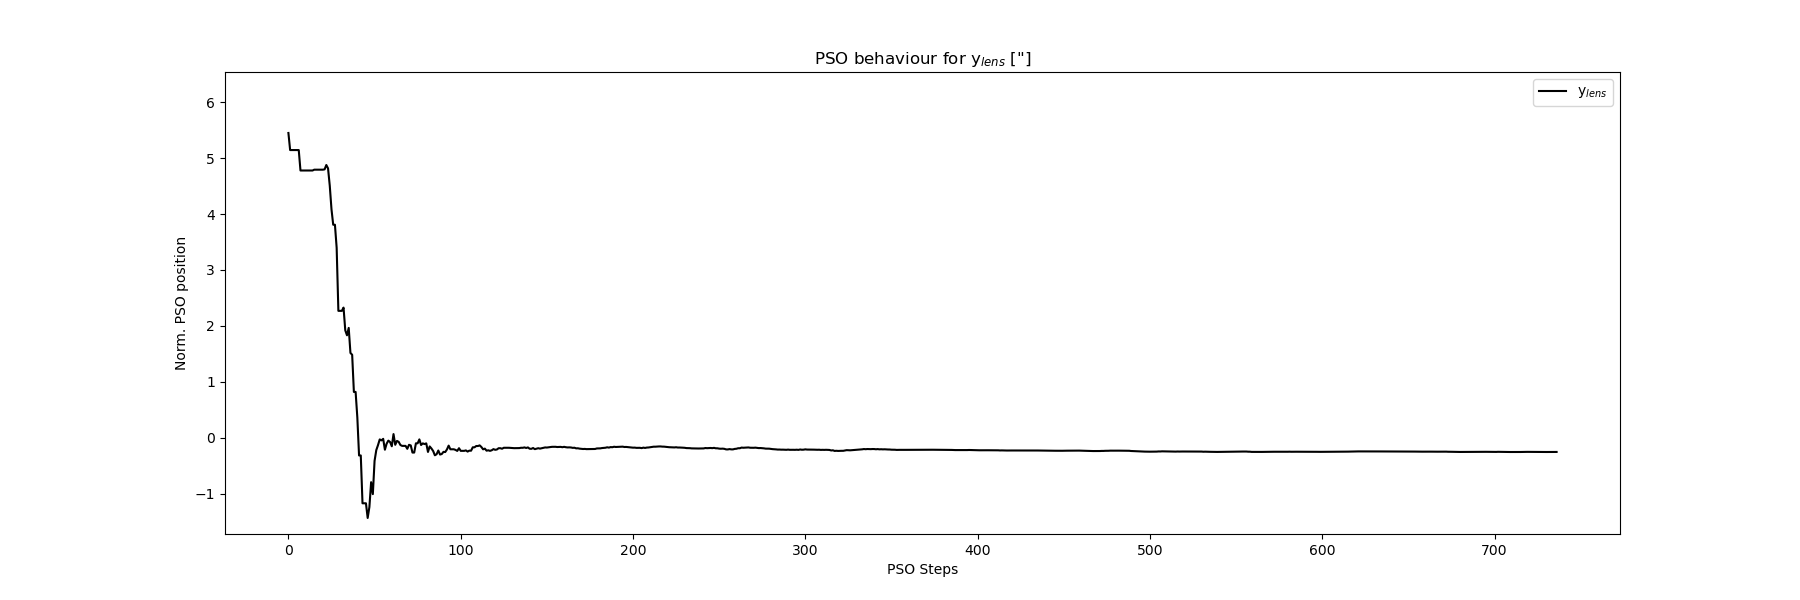 PSO behaviour for y_lens ["]
y_lens
6
5
4
3
2
1
0
−1
Norm. PSO position
0 100 200 300 400 500 600 700
PSO Steps